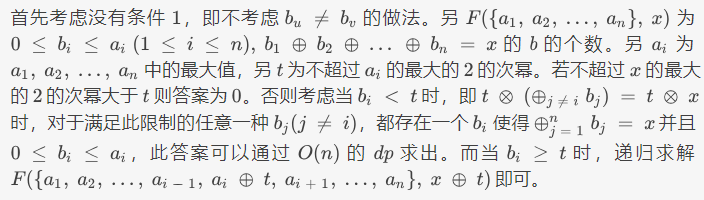 首先考虑没有条件 1，即不考虑 $b_u \neq b_v$ 的做法。另 $F(\{a_1, a_2, \ldots, a_n\}, x)$ 为
$0 \leq b_i \leq a_i \, (1 \leq i \leq n), b_1 \oplus b_2 \oplus \ldots \oplus b_n = x$ 的 $b$ 的个数。另 $a_i$ 为
$a_1, a_2, \ldots, a_n$ 中的最大值，另 $t$ 为不超过 $a_i$ 的最大的 2 的次幂。若不超过 $x$ 的最大
的 2 的次幂大于 $t$ 则答案为 0。否则考虑当 $b_i < t$ 时，即 $t \otimes (\oplus_{j \neq i} b_j) = t \otimes x$
时，对于满足此限制的任意一种 $b_j (j \neq i)$，都存在一个 $b_i$ 使得 $\oplus_{j=1}^{n} b_j = x$ 并且
$0 \leq b_i \leq a_i$，此答案可以通过 $O(n)$ 的 $dp$ 求出。而当 $b_i \geq t$ 时，递归求解
$F(\{a_1, a_2, \ldots, a_{i-1}, a_i \oplus t, a_{i+1}, \ldots, a_n\}, x \oplus t)$ 即可。